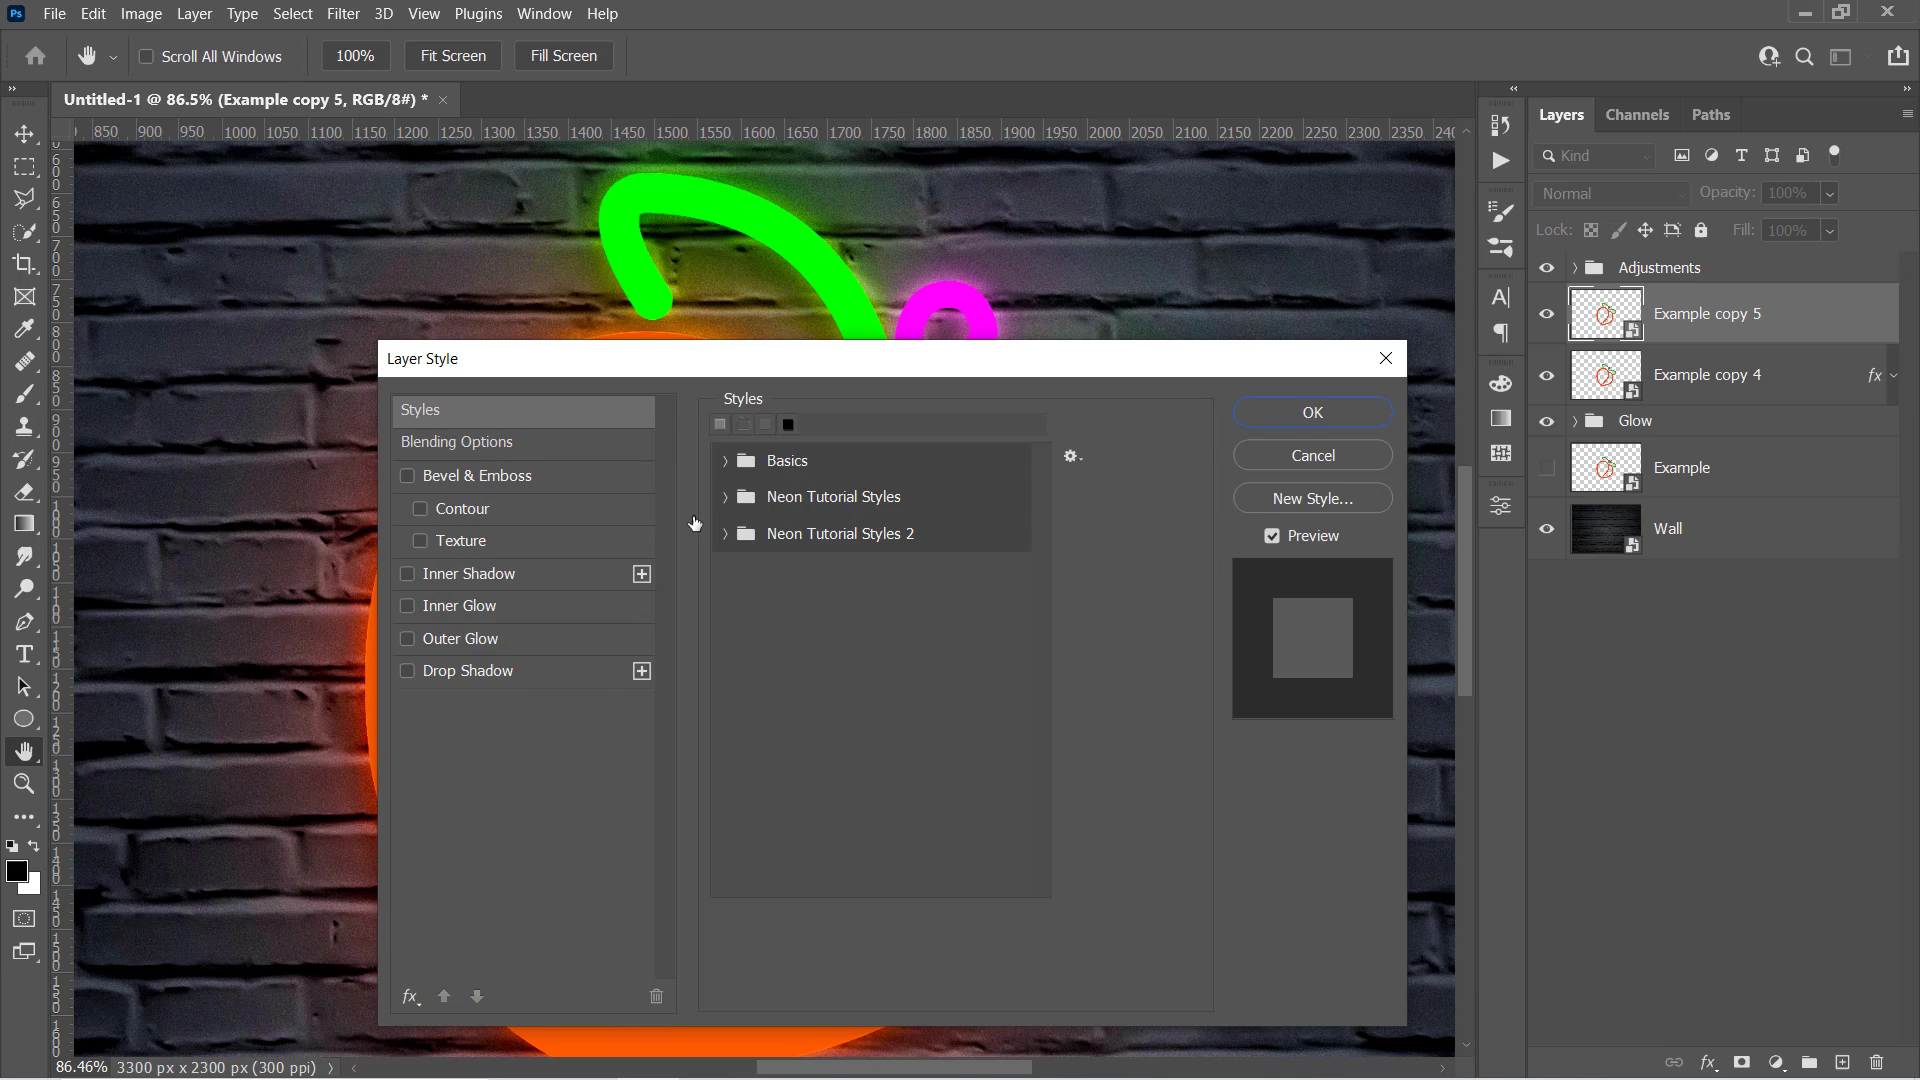 Ps File Edit Image Layer Type Select Filter 3D View Plugins Window Help
Scroll All Windows 100% Fit Screen Fill Screen
Untitled-1 @ 86.5% (Example copy 5, RGB/8#) *
850 900 950 1000 1050 1100 1150 1200 1250 1300 1350 1400 1450 1500 1550 1600 1650 1700 1750 1800 1850 1900 1950 2000 2050 2100 2150 2200 2250 2300 2350
Layers Channels Paths
Kind
Normal Opacity: 100%
Lock: Fill: 100%
Adjustments
Example copy 5
Example copy 4 fx
Glow
Example
Wall
Layer Style
Styles
Blending Options
Bevel & Emboss
Contour
Texture
Inner Shadow
Inner Glow
Outer Glow
Drop Shadow
fx
Styles
Basics
Neon Tutorial Styles
Neon Tutorial Styles 2
OK
Cancel
New Style...
Preview
86.46% 3300 px x 2300 px (300 ppi)
fx